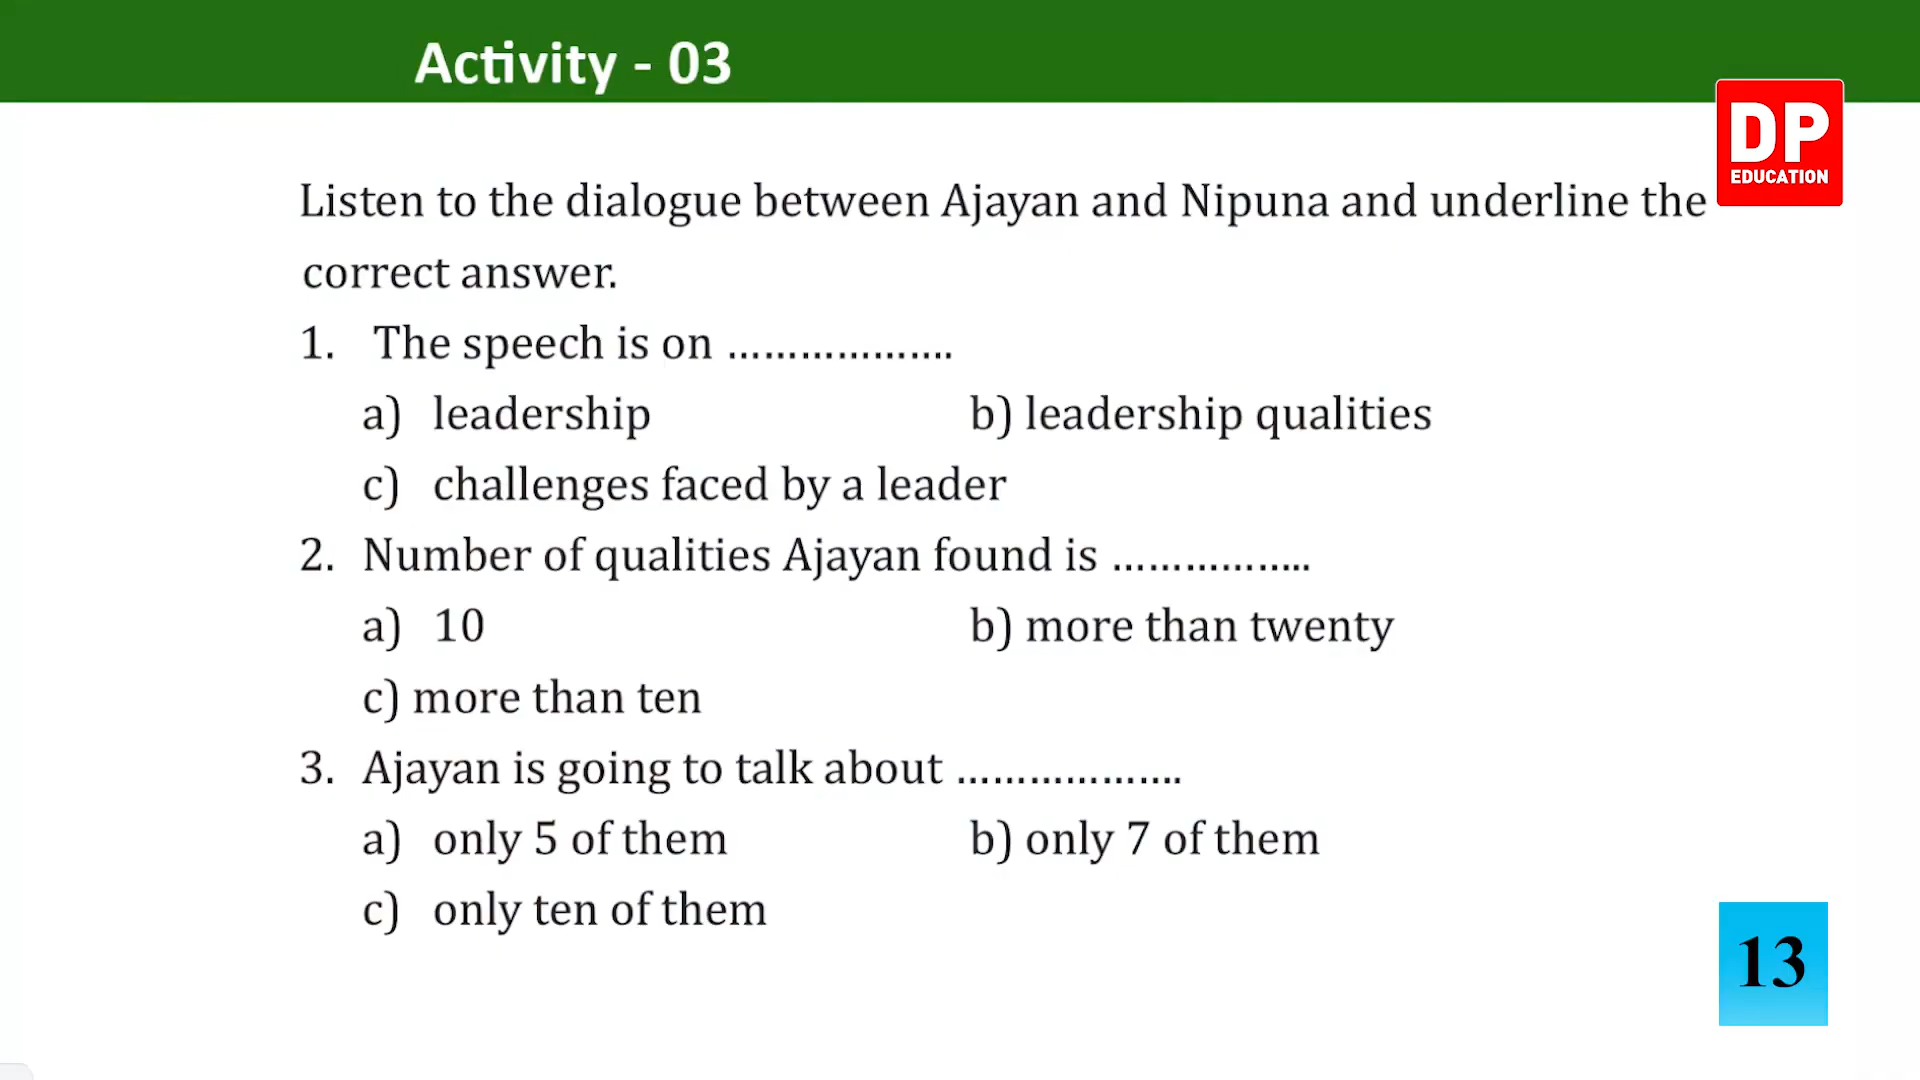 Activity - 03
DP
EDUCATION
Listen to the dialogue between Ajayan and Nipuna and underline the
correct answer.
1. The speech is on ……………….
a) leadership b) leadership qualities
c) challenges faced by a leader
2. Number of qualities Ajayan found is ……………..
a) 10 b) more than twenty
c) more than ten
3. Ajayan is going to talk about ……………….
a) only 5 of them b) only 7 of them
c) only ten of them
13